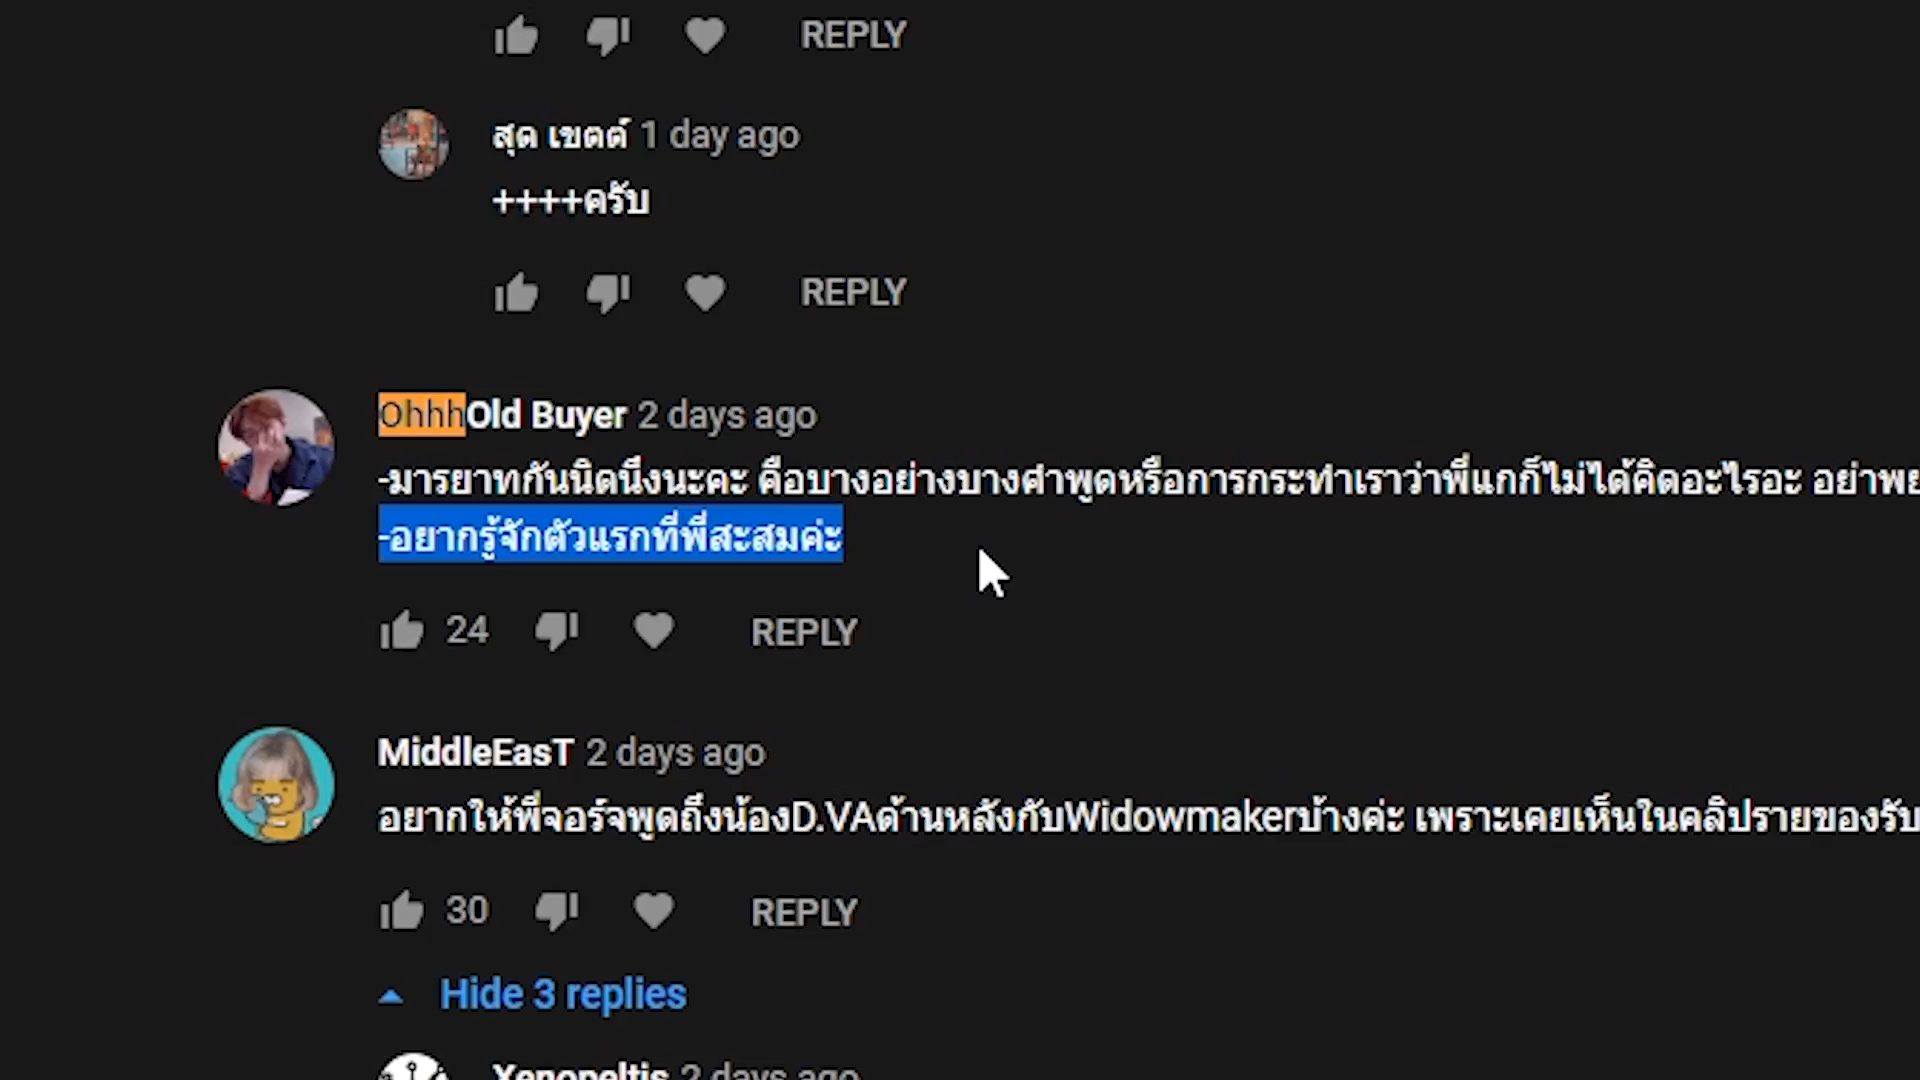 REPLY
สุด เขตต์ 1 day ago
++++ครับ
REPLY
OhhhOld Buyer 2 days ago
-มารยาทกันนิดนึงนะคะ คือบางอย่างบางคำพูดหรือการกระทำเราว่าพี่แกก็ไม่ได้คิดอะไรอะ อย่าพย
-อยากรู้จักตัวแรกที่พี่สะสมค่ะ
24 REPLY
MiddleEasT 2 days ago
อยากให้พี่จอร์จพูดถึงน้องD.VAด้านหลังกับWidowmakerบ้างค่ะ เพราะเคยเห็นในคลิปรายของรับ
30 REPLY
Hide 3 replies
Xenopeltis 2 days ago